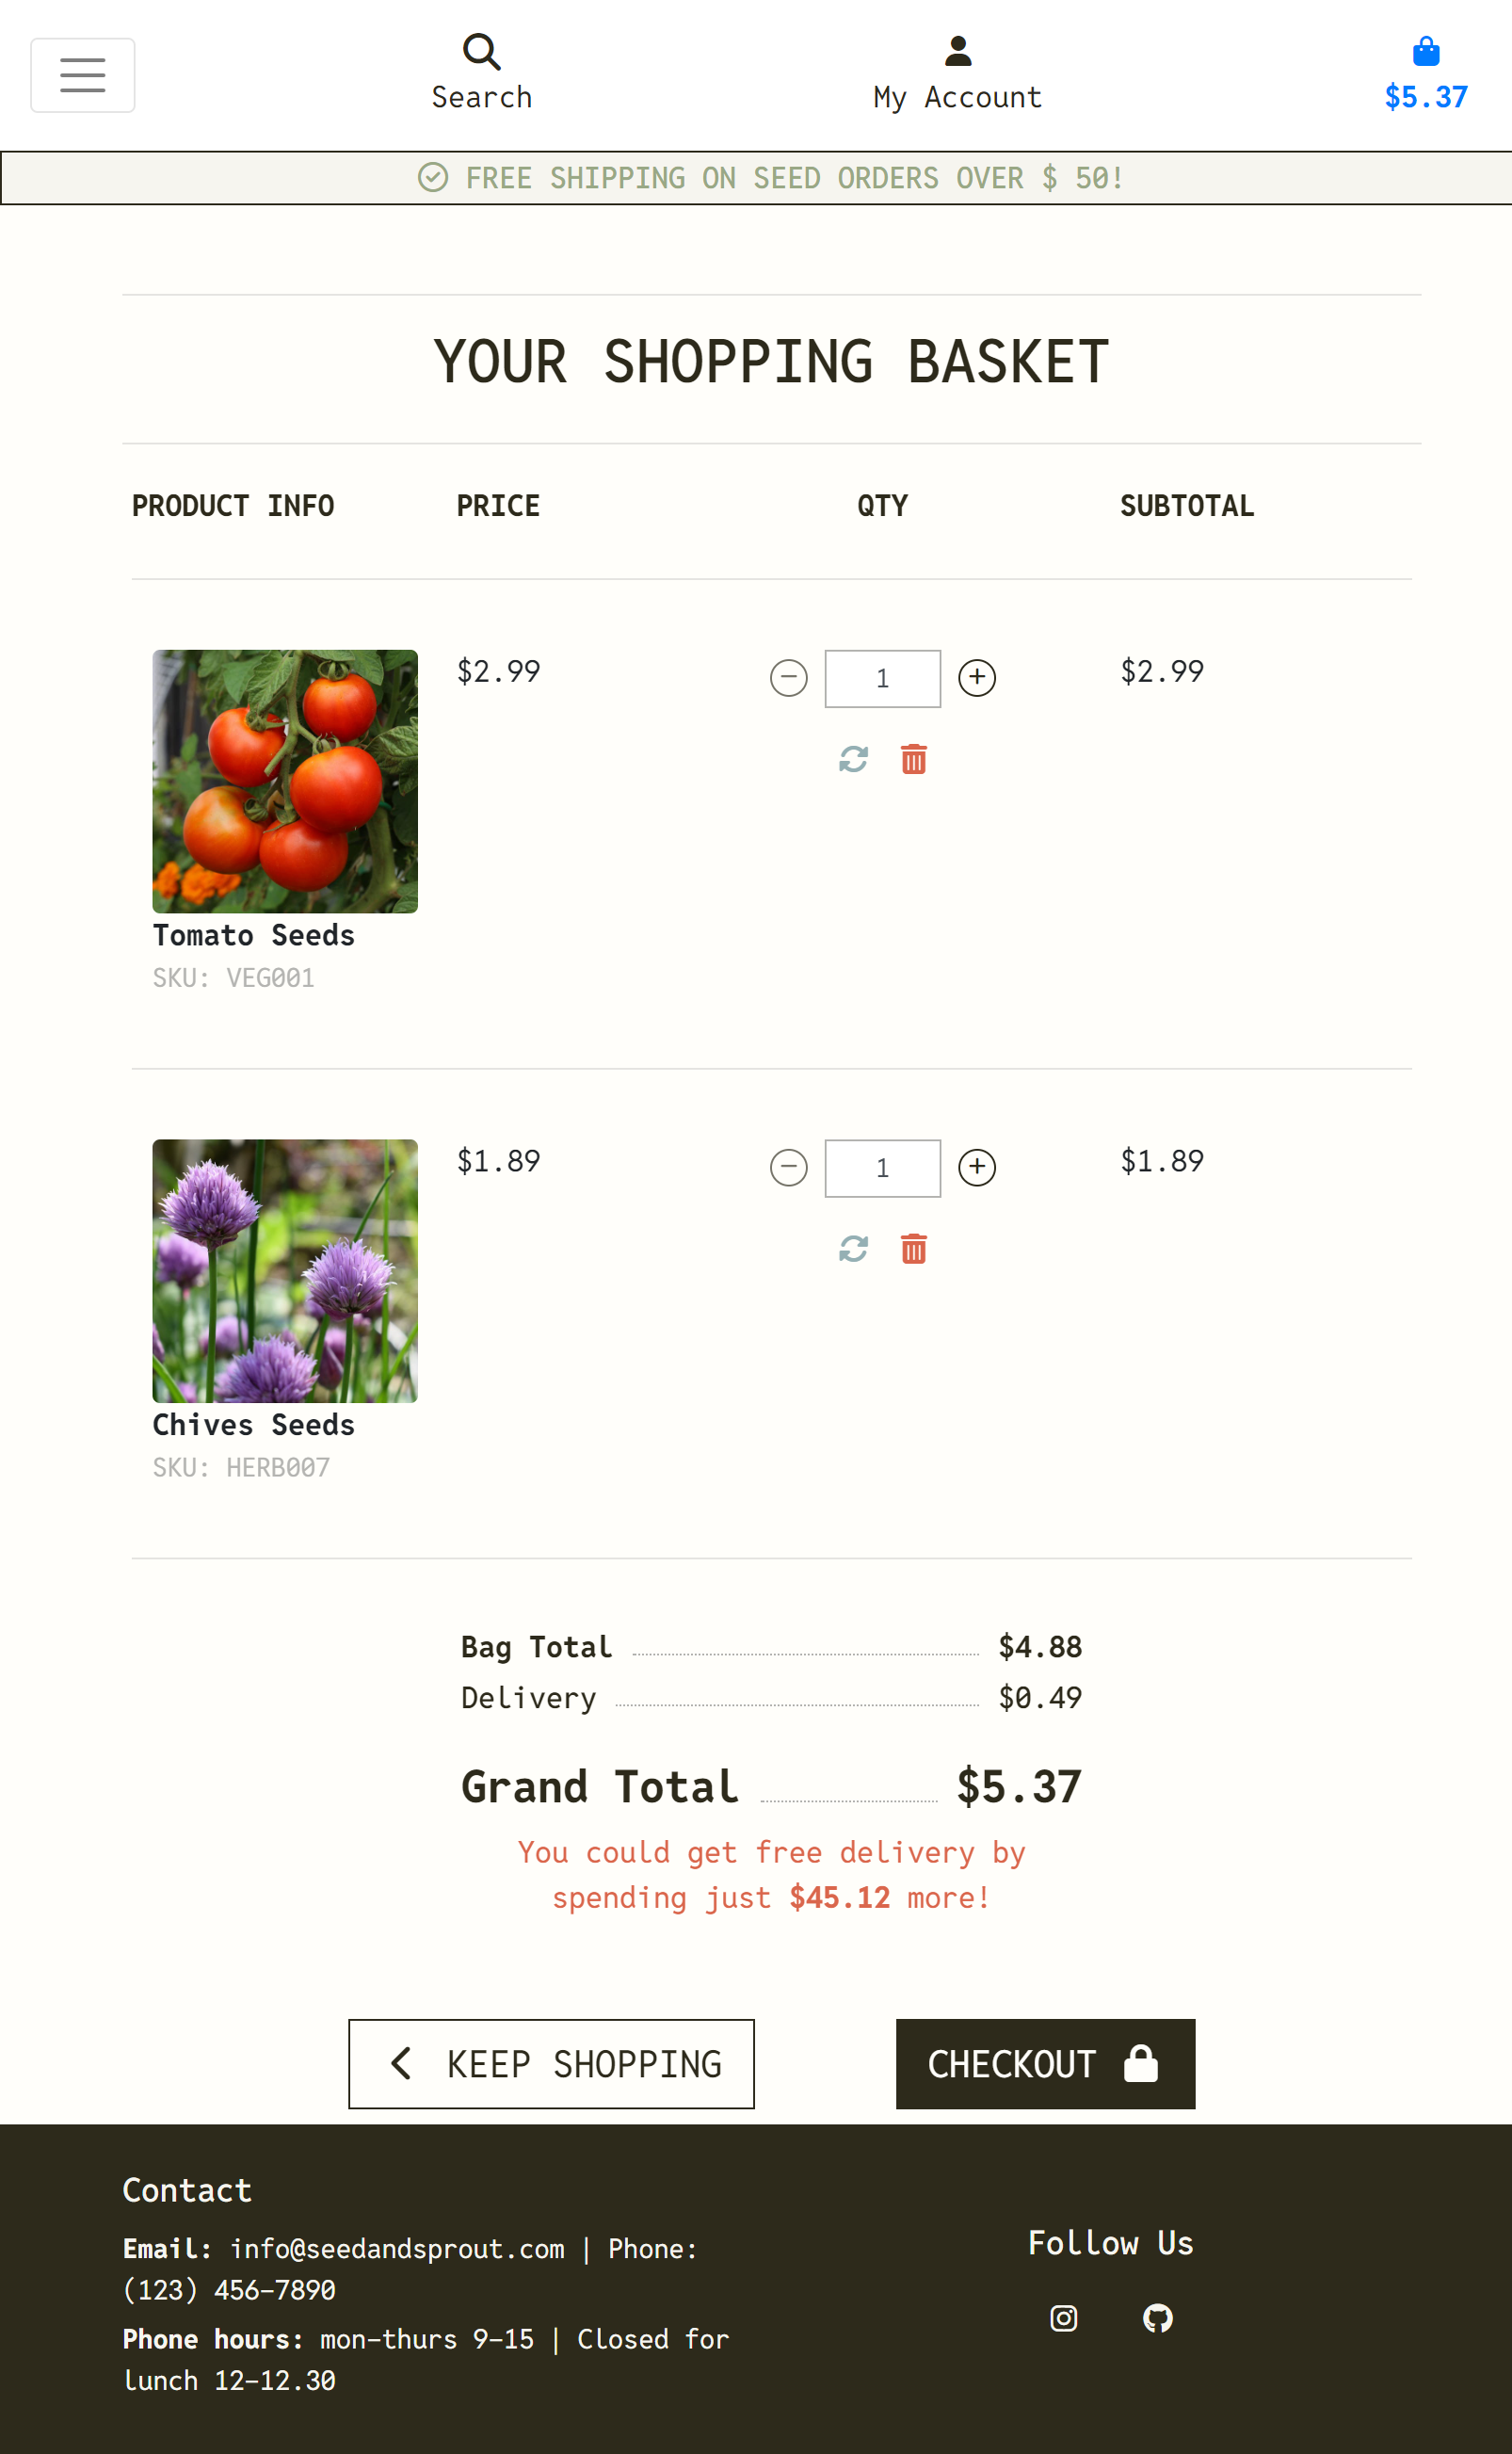 Search
My Account
$5.37
FREE SHIPPING ON SEED ORDERS OVER $ 50!
YOUR SHOPPING BASKET
PRODUCT INFO PRICE QTY SUBTOTAL
$2.99 1 $2.99
Tomato Seeds
SKU: VEG001
$1.89 1 $1.89
Chives Seeds
SKU: HERB007
Bag Total $4.88
Delivery $0.49
Grand Total $5.37
You could get free delivery by
spending just $45.12 more!
KEEP SHOPPING
CHECKOUT
Contact
Email: info@seedandsprout.com | Phone:
(123) 456-7890
Phone hours: mon-thurs 9-15 | Closed for
lunch 12-12.30
Follow Us